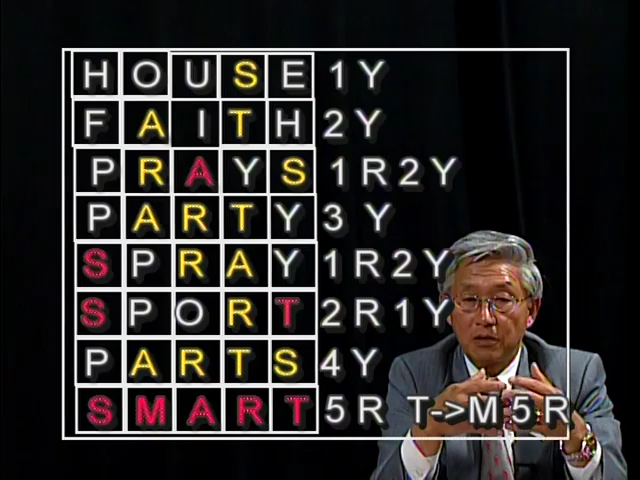 HOUSE 1Y
FAITH 2Y
PRAYS 1R2Y
PARTY 3 Y
SPRAY 1R2Y
SPORT 2R1Y
PARTS 4Y
SMART 5R T->M 5R